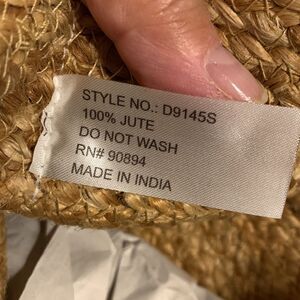 STYLE NO.: D9145S
100% JUTE
DO NOT WASH
RN# 90894
MADE IN INDIA